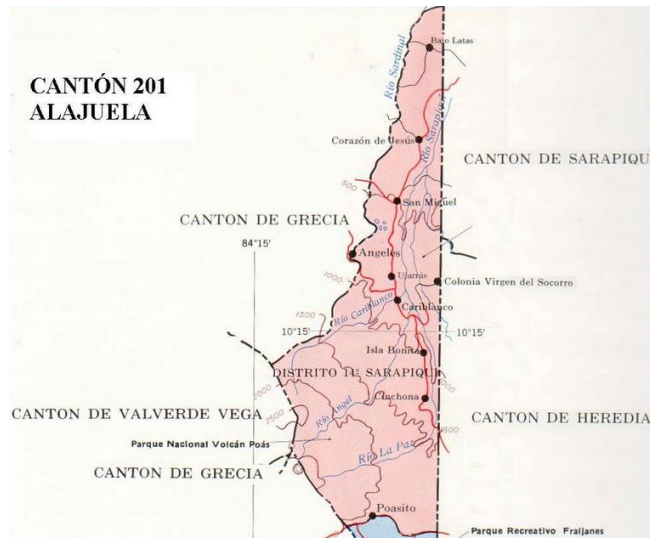 CANTÓN 201
ALAJUELA
Bajo Latas
Río Sardinal
Río Sarapiquí
Corazón de Jesús
CANTON DE SARAPIQU
500
San Miguel
CANTON DE GRECIA
84°15'
Angeles
1000
Ujarrás
Colonia Virgen del Socorro
Cariblanco
Río Cariblanco
1500
10°15'
10°15'
Isla Bonita
DISTRITO 14º SARAPIQUI
2000
1000
Cinchona
2500
CANTON DE VALVERDE VEGA
Río Angel
CANTON DE HEREDIA
1500
Parque Nacional Volcán Poás
Río La Paz
CANTON DE GRECIA
Poasito
Parque Recreativo Fraijanes